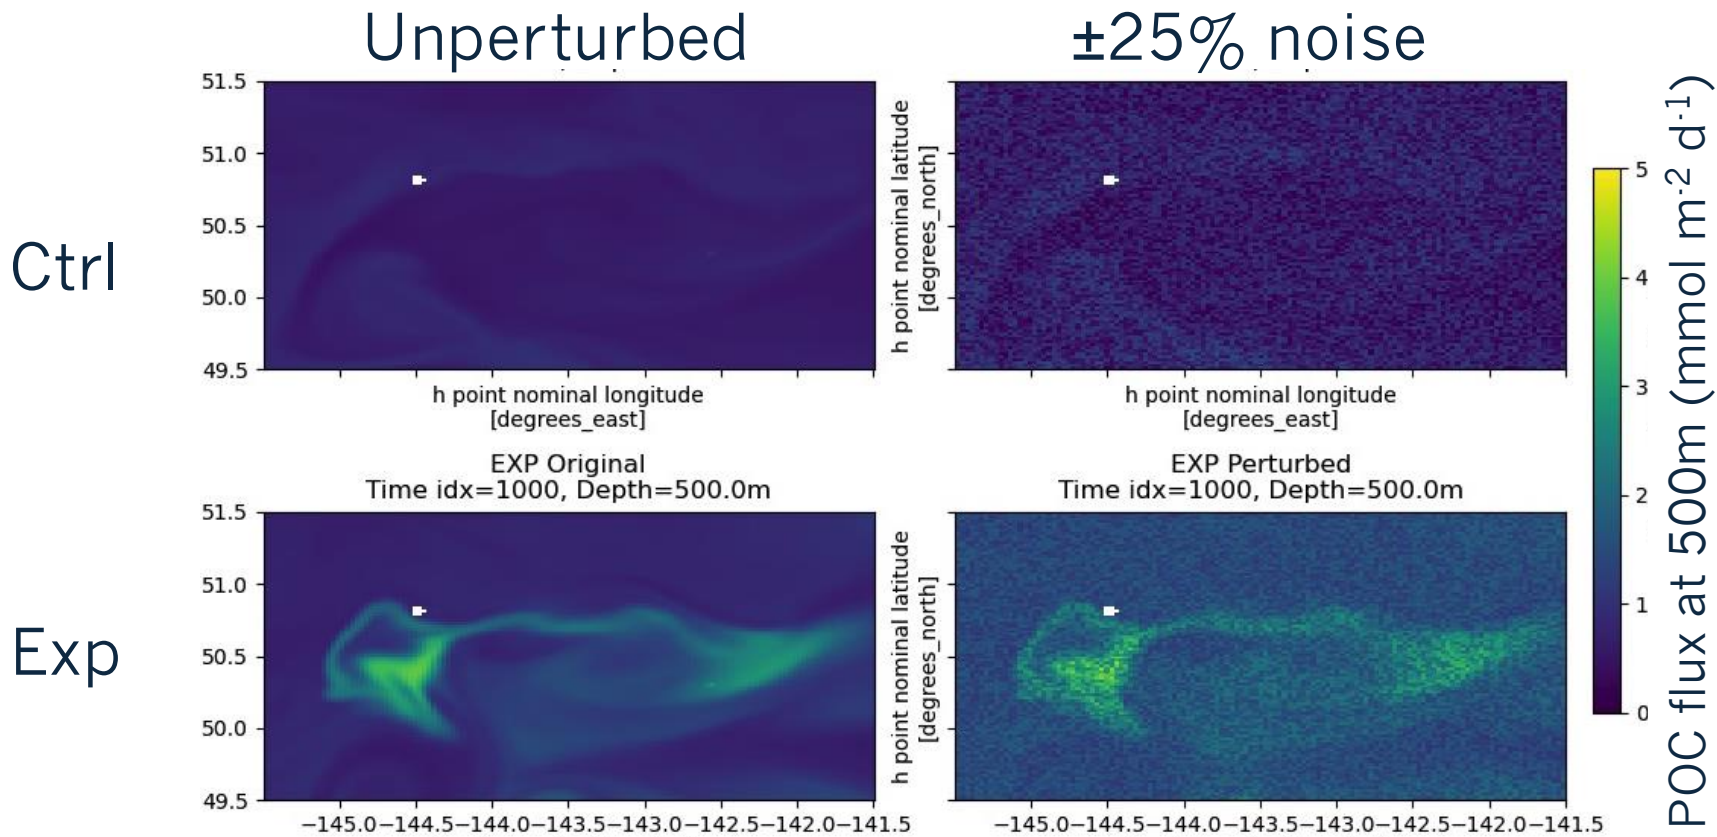 Unperturbed
±25% noise
51.5
51.0
50.5
50.0
49.5
h point nominal latitude
[degrees_north]
Ctrl
h point nominal longitude
[degrees_east]
h point nominal longitude
[degrees_east]
5
4
3
2
1
0
POC flux at 500m (mmol m-2 d-1)
EXP Original
Time idx=1000, Depth=500.0m
EXP Perturbed
Time idx=1000, Depth=500.0m
51.5
51.0
50.5
50.0
49.5
h point nominal latitude
[degrees_north]
Exp
−145.0−144.5−144.0−143.5−143.0−142.5−142.0−141.5
−145.0−144.5−144.0−143.5−143.0−142.5−142.0−141.5